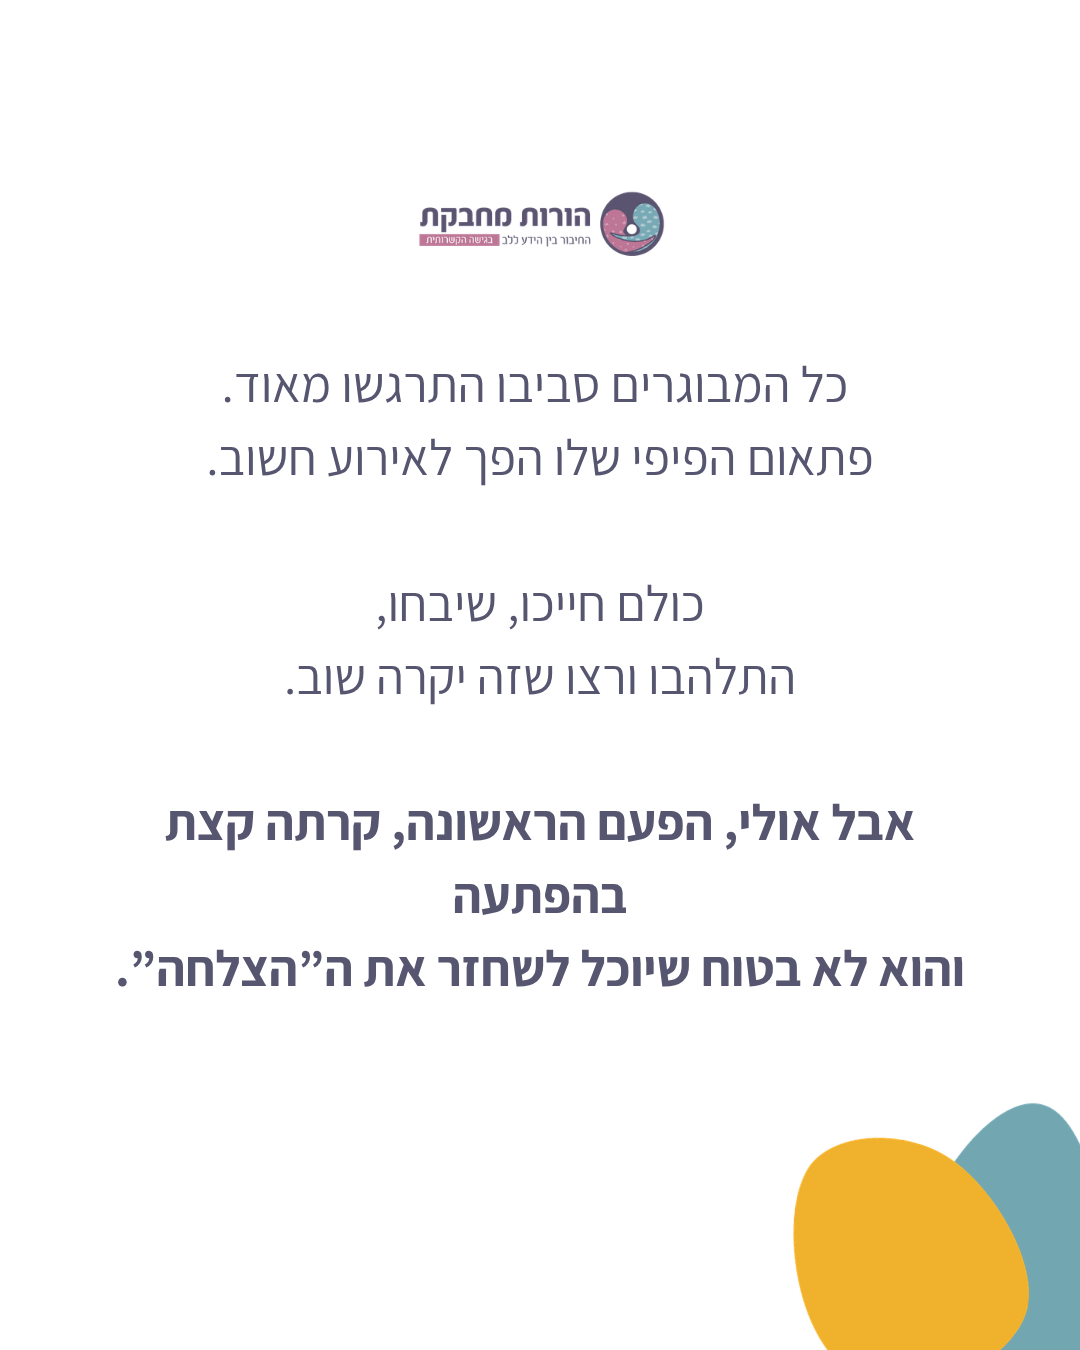 הורות מחבקת
החיבור בין הידע ללב בגישה הקשרותית
כל המבוגרים סביבו התרגשו מאוד.
פתאום הפיפי שלו הפך לאירוע חשוב.
כולם חייכו, שיבחו,
התלהבו ורצו שזה יקרה שוב.
אבל אולי, הפעם הראשונה, קרתה קצת
בהפתעה
והוא לא בטוח שיוכל לשחזר את ה”הצלחה”.